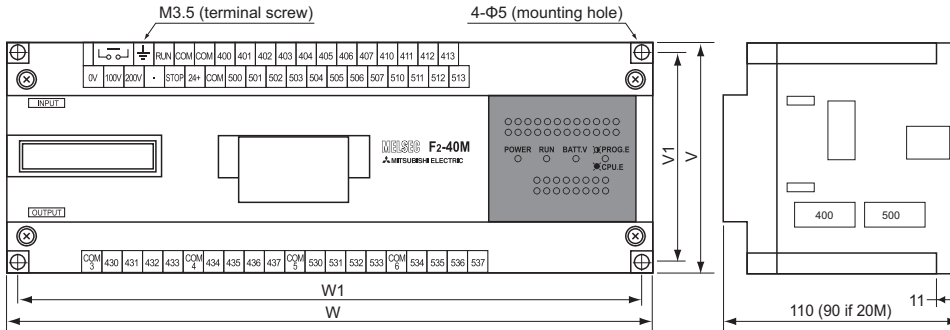 M3.5 (terminal screw)
4-Φ5 (mounting hole)
RUN COM COM 400 401 402 403 404 405 406 407 410 411 412 413
0V 100V 200V · STOP 24+ COM 500 501 502 503 504 505 506 507 510 511 512 513
INPUT
MELSEC F2-40M
MITSUBISHI ELECTRIC
POWER RUN BATT.V PROG.E
CPU.E
OUTPUT
COM 3 430 431 432 433 COM 4 434 435 436 437 COM 5 530 531 532 533 COM 6 534 535 536 537
W1
W
V1
V
400 500
11
110 (90 if 20M)